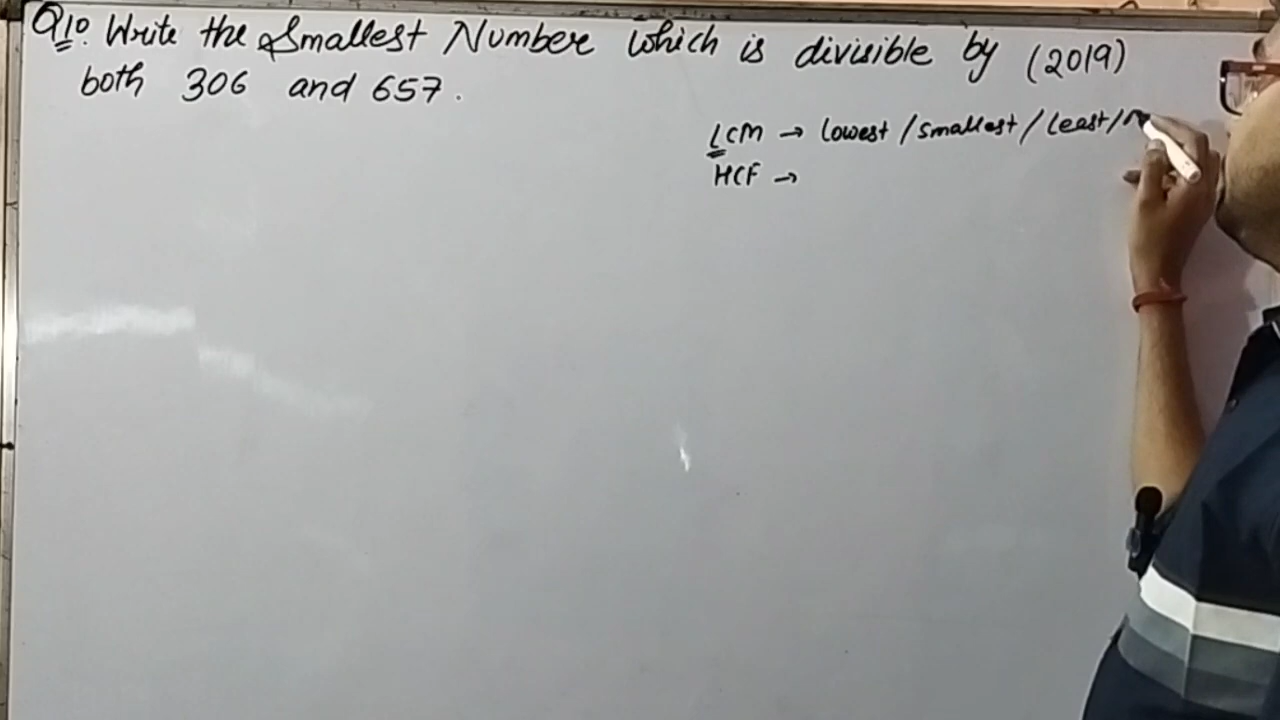 Q10. Write the Smallest Number which is divisible by (2019)
both 306 and 657.
LCM → lowest / smallest / least /
HCF →